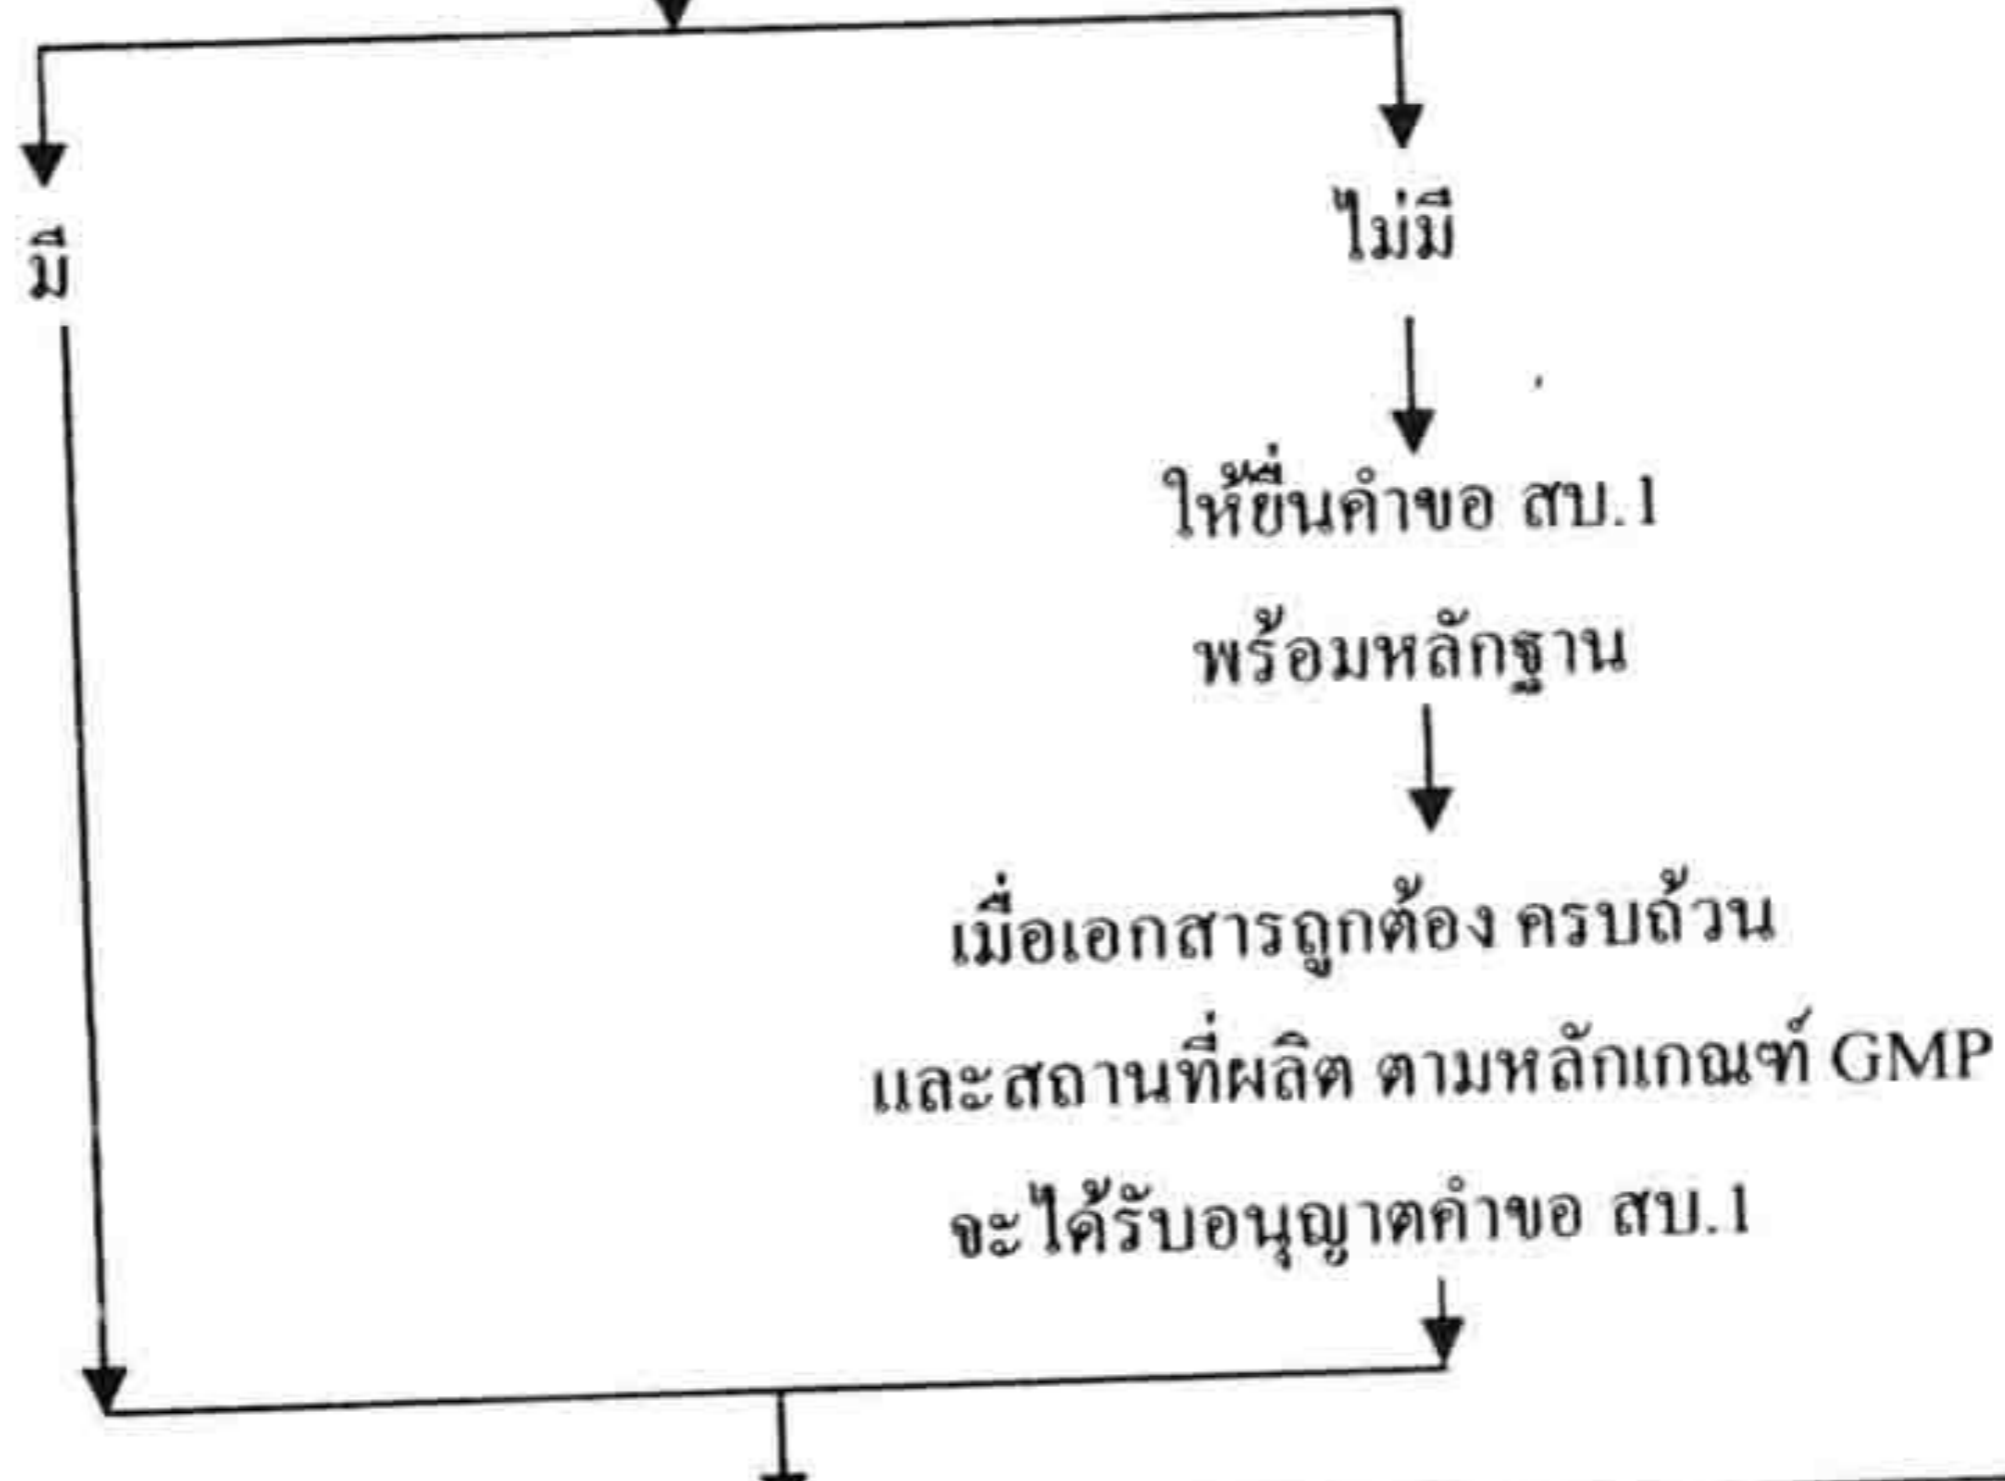 มี
ไม่มี
ให้ยื่นคำขอ สบ.1
พร้อมหลักฐาน
เมื่อเอกสารถูกต้อง ครบถ้วน
และสถานที่ผลิต ตามหลักเกณฑ์ GMP
จะได้รับอนุญาตคำขอ สบ.1